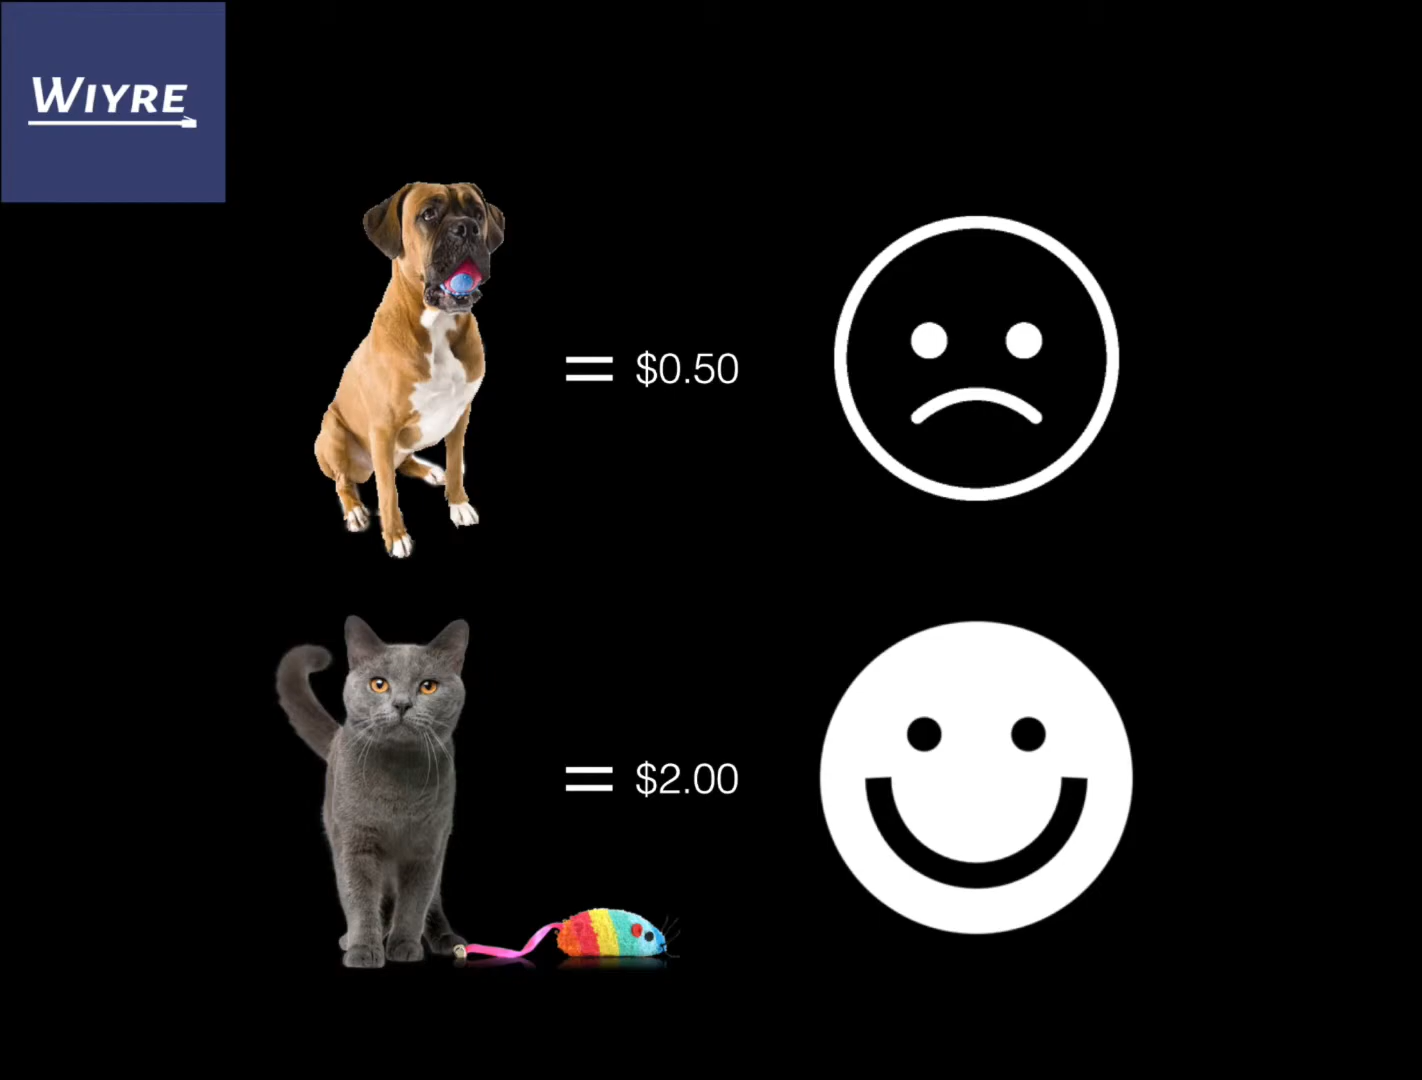 WIYRE
= $0.50
= $2.00